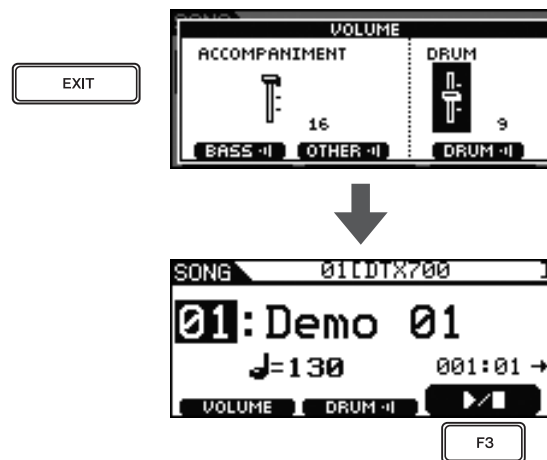 SONG
VOLUME
ACCOMPANIMENT DRUM
EXIT
16 9
BASS OTHER DRUM
SONG 01[DTX700 ]
01:Demo 01
♩=130 001:01→
VOLUME DRUM ▶/■
F3